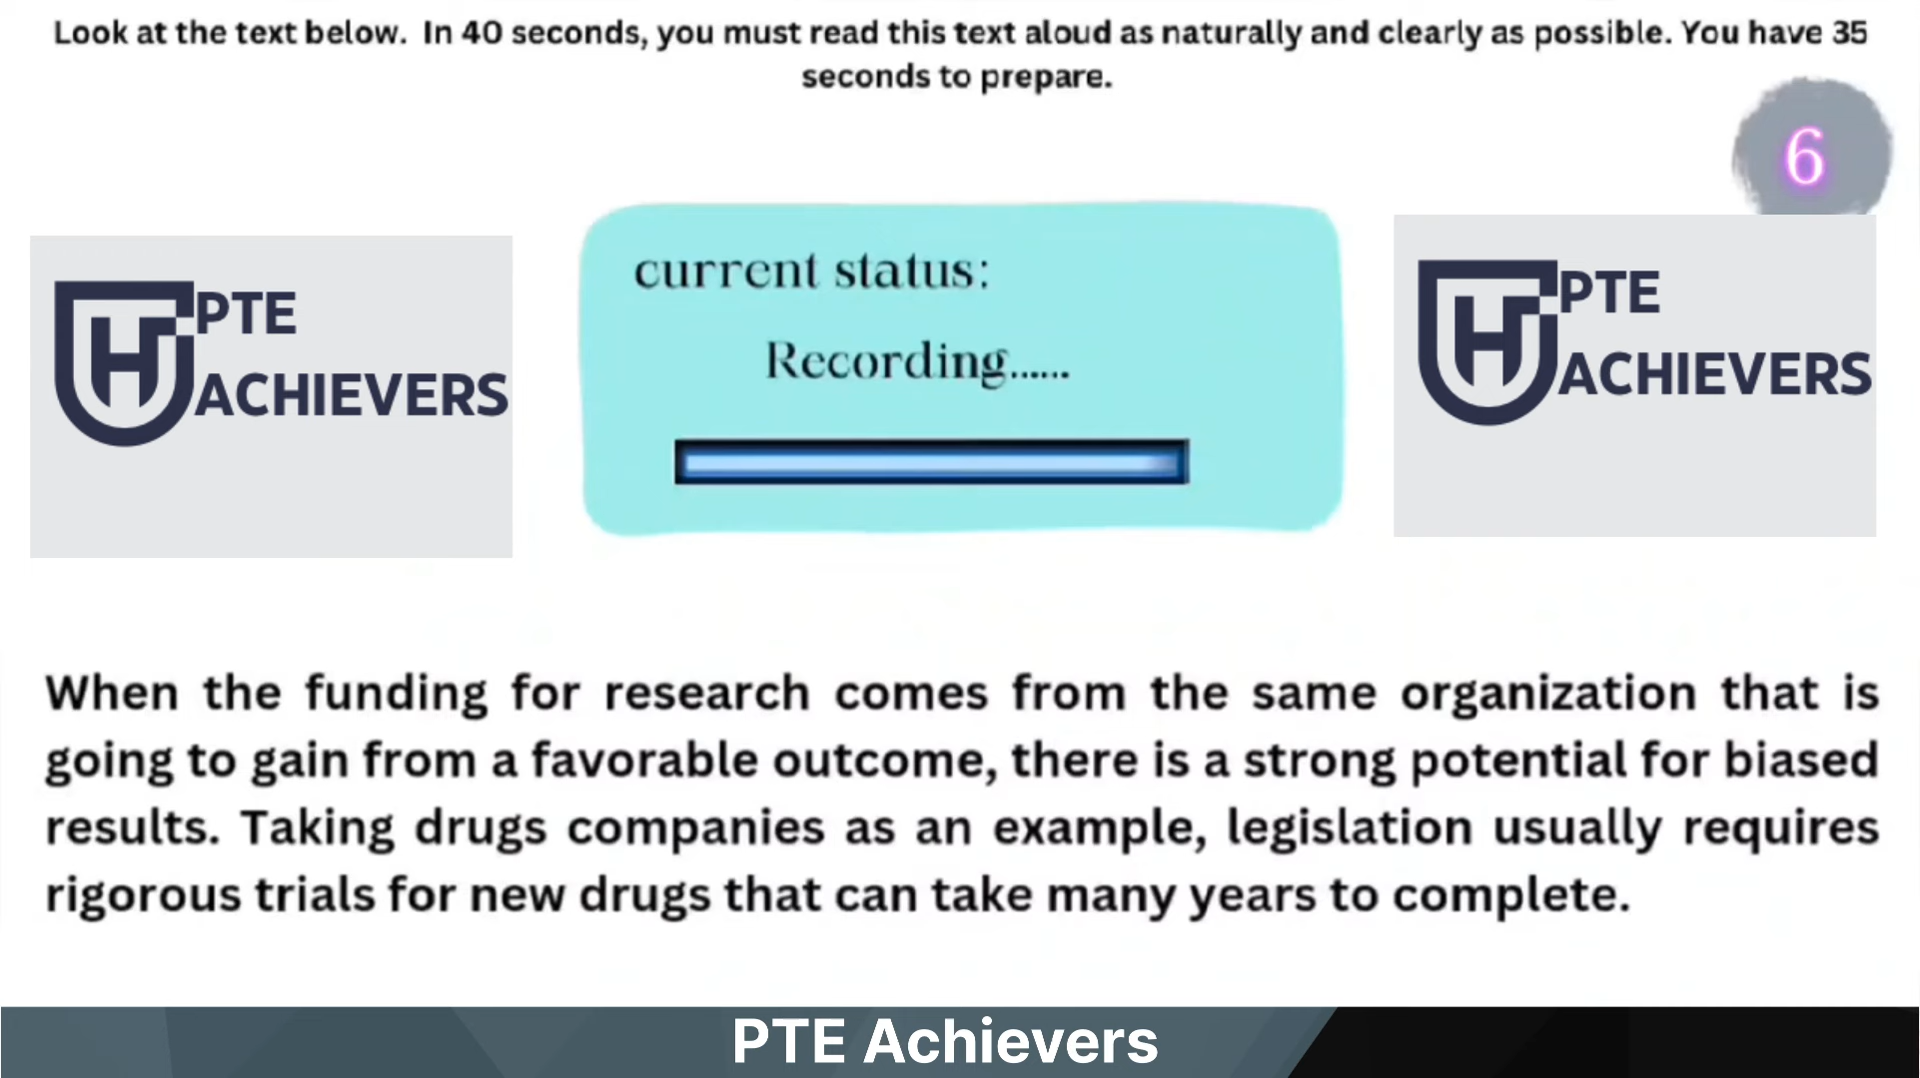 Look at the text below. In 40 seconds, you must read this text aloud as naturally and clearly as possible. You have 35
seconds to prepare.
6
PTE
ACHIEVERS
current status:
Recording......
PTE
ACHIEVERS
When the funding for research comes from the same organization that is
going to gain from a favorable outcome, there is a strong potential for biased
results. Taking drugs companies as an example, legislation usually requires
rigorous trials for new drugs that can take many years to complete.
PTE Achievers